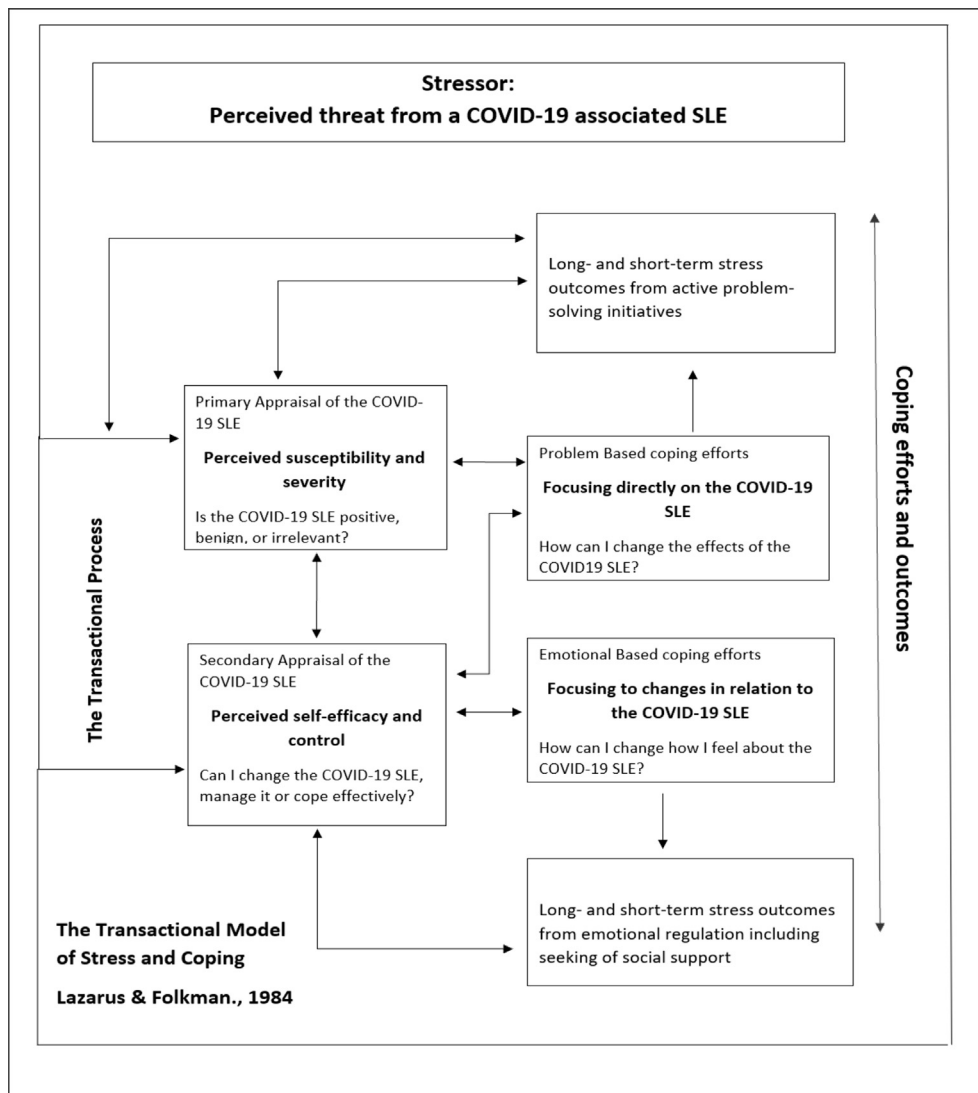 Stressor:
Perceived threat from a COVID-19 associated SLE
Long- and short-term stress
outcomes from active problem-
solving initiatives
Primary Appraisal of the COVID-
19 SLE
Perceived susceptibility and
severity
Is the COVID-19 SLE positive,
benign, or irrelevant?
Problem Based coping efforts
Focusing directly on the COVID-19
SLE
How can I change the effects of the
COVID19 SLE?
Secondary Appraisal of the
COVID-19 SLE
Perceived self-efficacy and
control
Can I change the COVID-19 SLE,
manage it or cope effectively?
Emotional Based coping efforts
Focusing to changes in relation to
the COVID-19 SLE
How can I change how I feel about the
COVID-19 SLE?
Long- and short-term stress outcomes
from emotional regulation including
seeking of social support
The Transactional Process
Coping efforts and outcomes
The Transactional Model
of Stress and Coping
Lazarus & Folkman., 1984